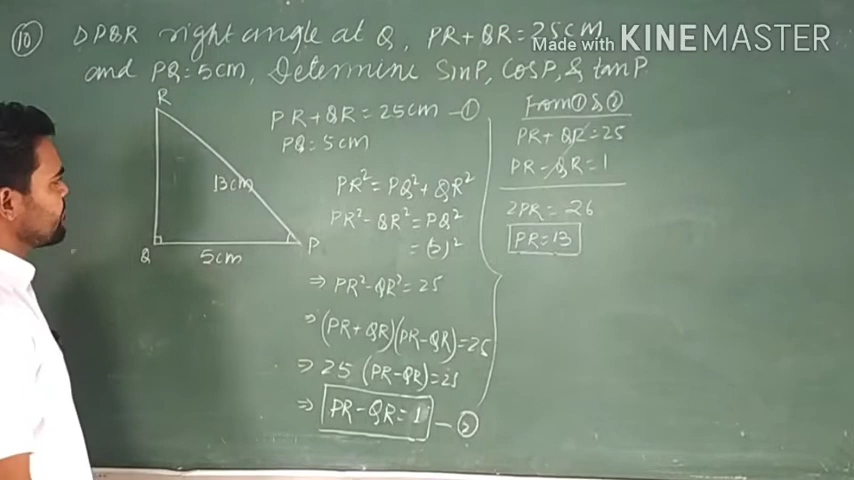 (10) ΔPQR right angle at Q, PR + QR = 25cm
and PQ = 5cm, Determine SinP, CosP, & tanP
Made with KINEMASTER
R
13cm
Q
5cm
P
PR + QR = 25cm —①
PQ = 5cm
PR² = PQ² + QR²
PR² - QR² = PQ²
= (5)²
⇒ PR² - QR² = 25
⇒ (PR + QR)(PR - QR) = 25
⇒ 25 (PR - QR) = 25
⇒ PR - QR = 1 —②
From ① & ②
PR + QR = 25
PR - QR = 1
2PR = 26
PR = 13